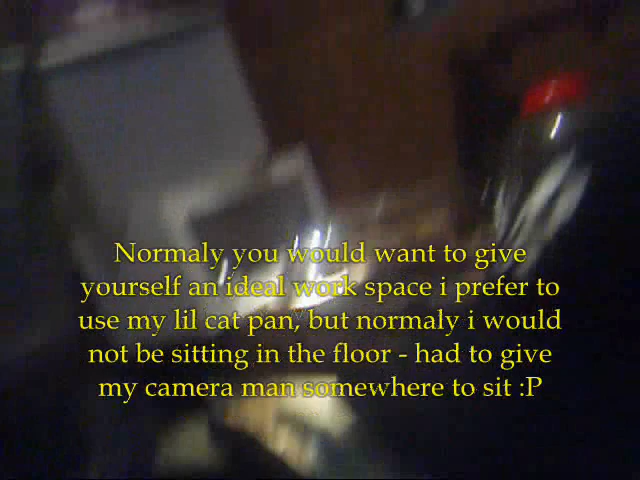 Normaly you would want to give
yourself an ideal work space i prefer to
use my lil cat pan, but normaly i would
not be sitting in the floor - had to give
my camera man somewhere to sit :P